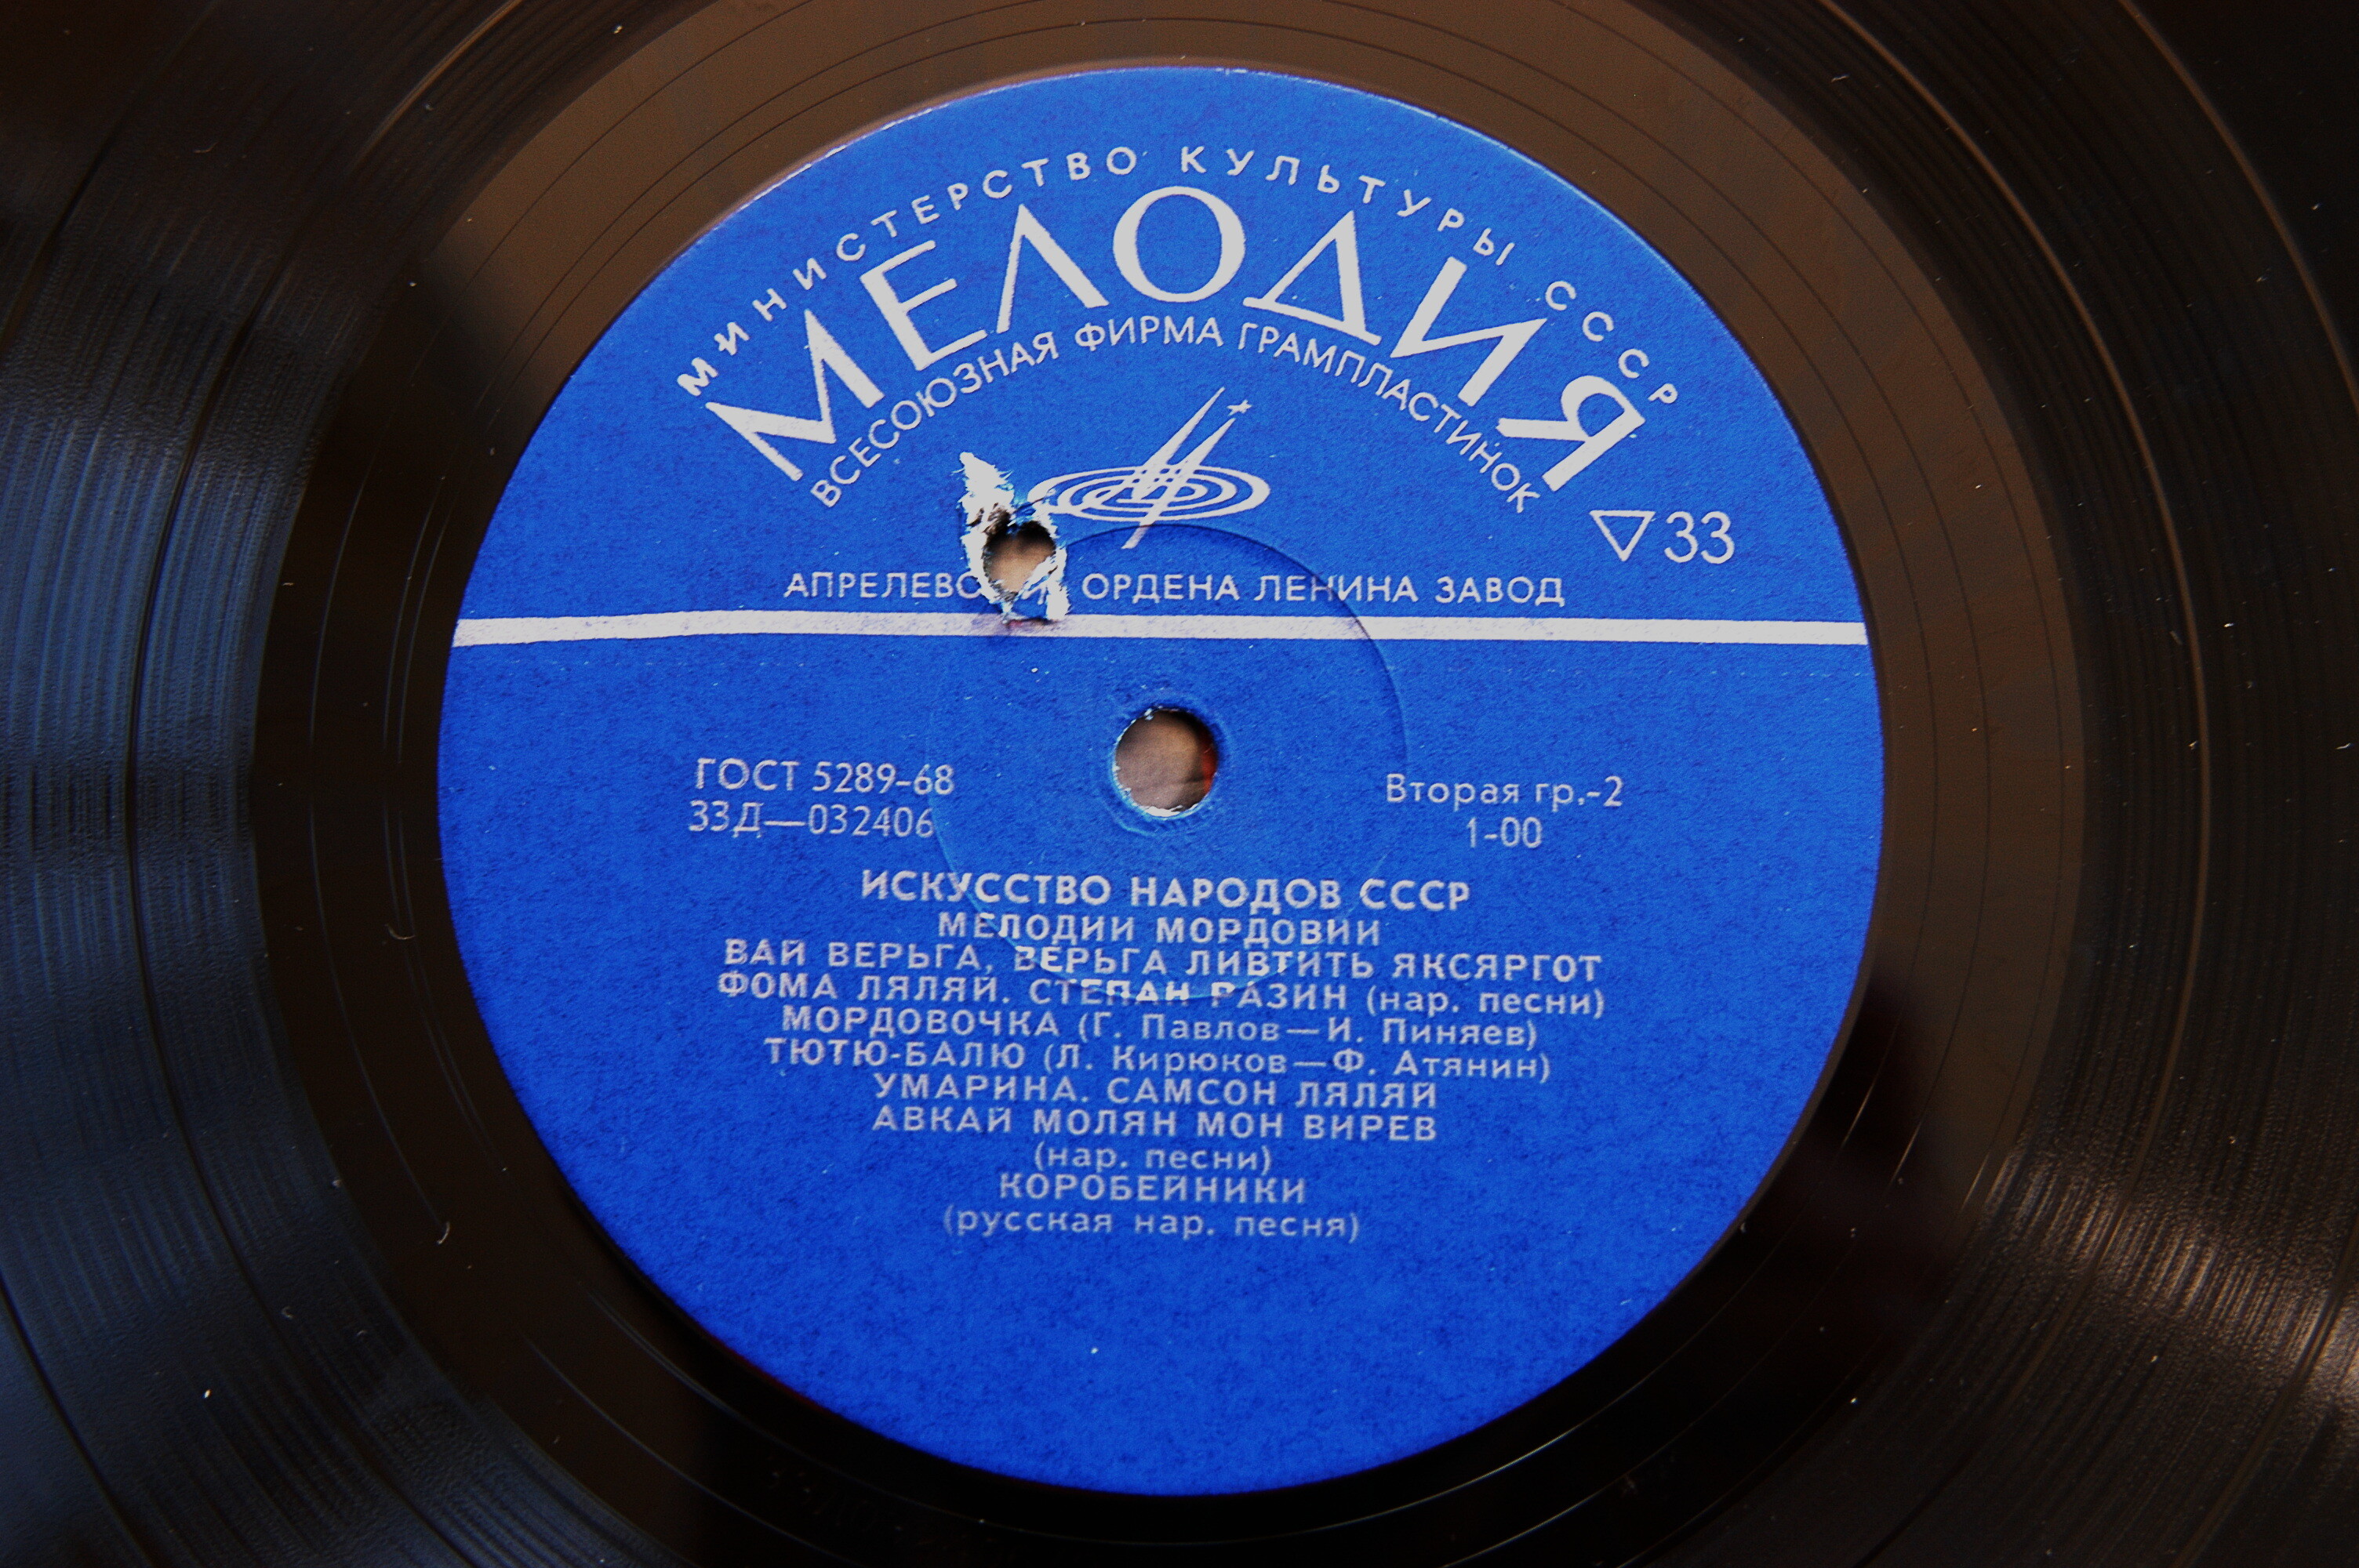 МИНИСТЕРСТВО КУЛЬТУРЫ СССР
МЕЛОДИЯ
ВСЕСОЮЗНАЯ ФИРМА ГРАМПЛАСТИНОК
33
ОРДЕНА ЛЕНИНА ЗАВОД
ГОСТ 5289-68
33Д—032406
Вторая гр.-2
1-00
ИСКУССТВО НАРОДОВ СССР
МЕЛОДИИ МОРДОВИИ
ВАЙ ВЕРЬГА, ВЕРЬГА ЛИВТИТЬ ЯКСЯРГОТ
ФОМА ЛЯЛЯЙ. СТЕПАН РАЗИН (нар. песни)
МОРДОВОЧКА (Г. Павлов—И. Пиняев)
ТЮТЮ-БАЛЮ (Л. Кирюков—Ф. Атянин)
УМАРИНА. САМСОН ЛЯЛЯЙ
АВКАЙ МОЛЯН МОН ВИРЕВ
(нар. песни)
КОРОБЕЙНИКИ
(русская нар. песня)